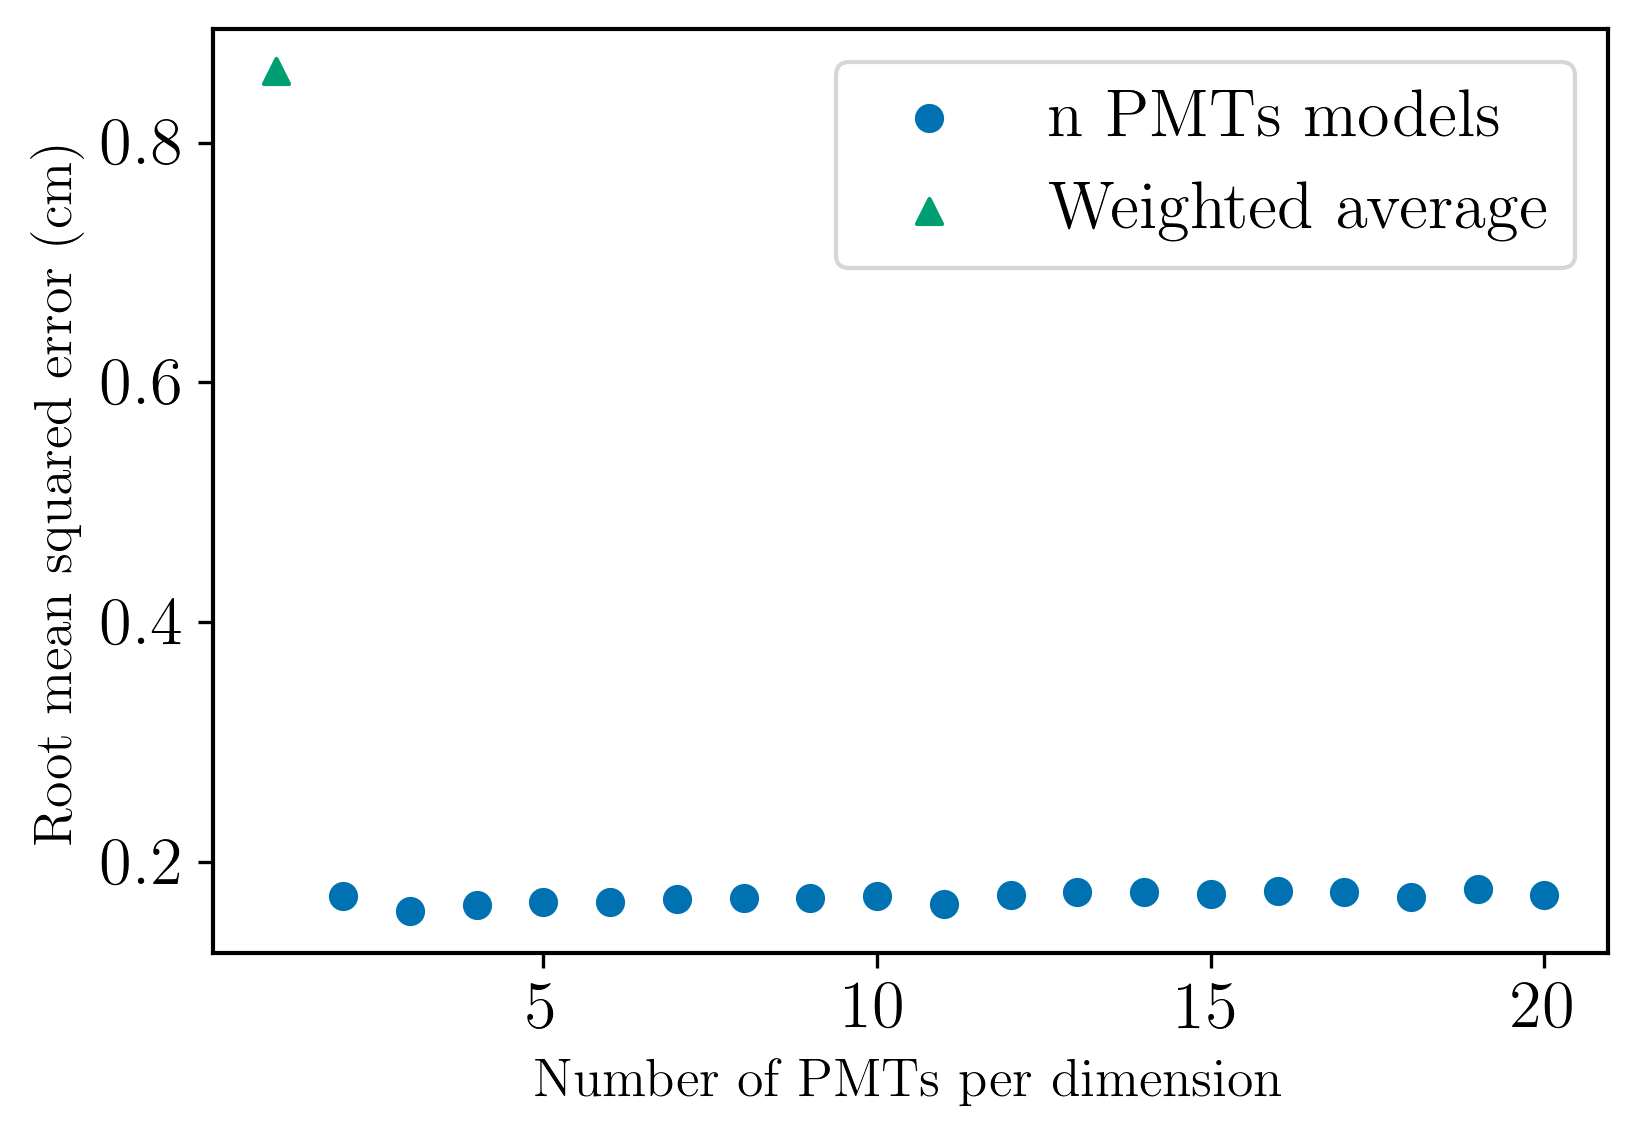 n PMTs models
Weighted average
Root mean squared error (cm)
0.8
0.6
0.4
0.2
5
10
15
20
Number of PMTs per dimension